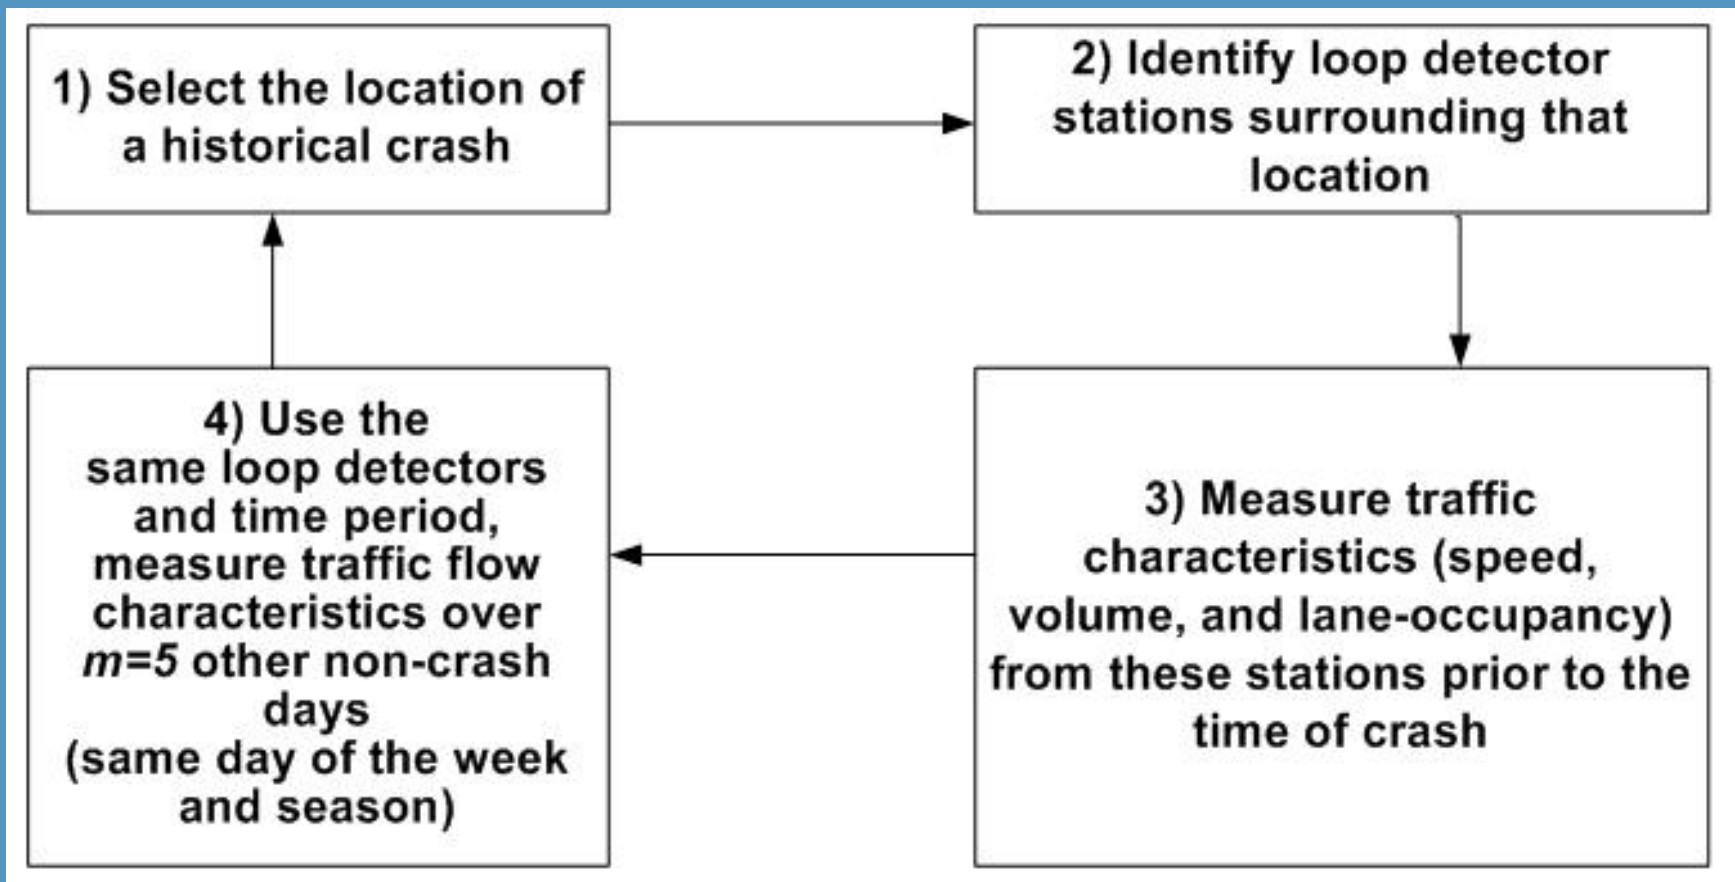 1) Select the location of
a historical crash
2) Identify loop detector
stations surrounding that
location
3) Measure traffic
characteristics (speed,
volume, and lane-occupancy)
from these stations prior to the
time of crash
4) Use the
same loop detectors
and time period,
measure traffic flow
characteristics over
m=5 other non-crash
days
(same day of the week
and season)